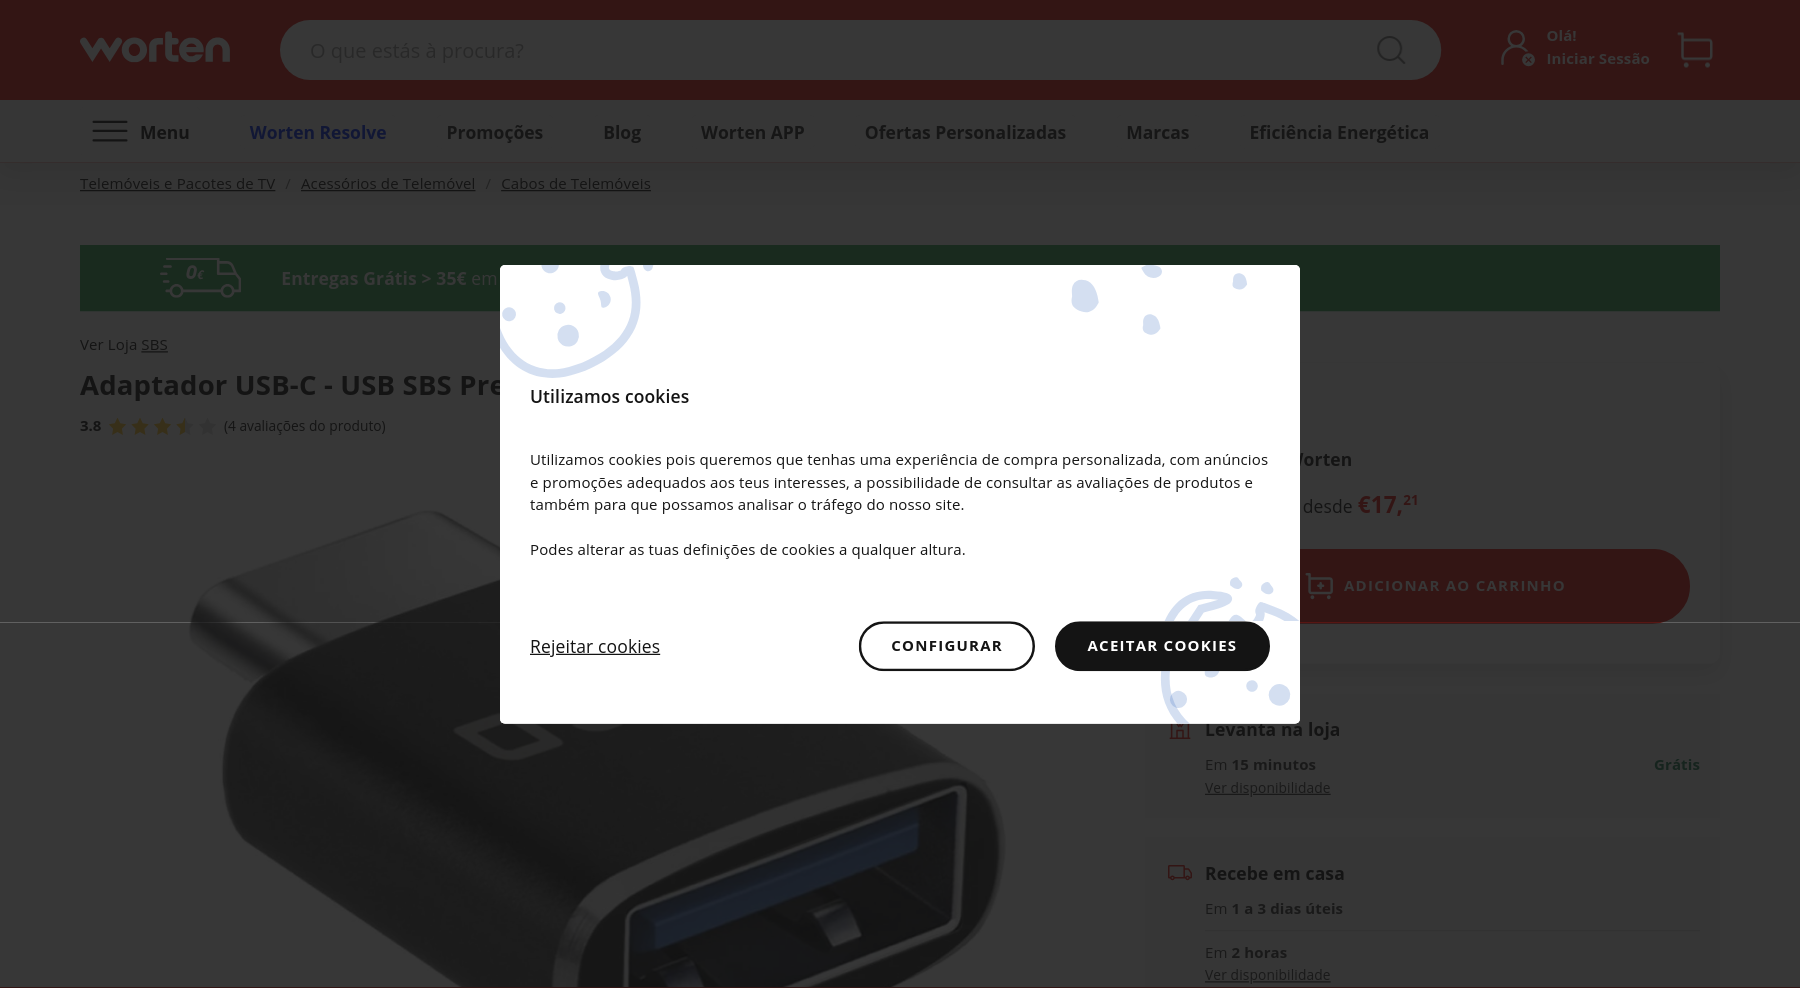 worten
O que estás à procura?
Olá!
Iniciar Sessão
Menu
Worten Resolve
Promoções
Blog
Worten APP
Ofertas Personalizadas
Marcas
Eficiência Energética
Telemóveis e Pacotes de TV / Acessórios de Telemóvel / Cabos de Telemóveis
0€
Entregas Grátis > 35€ em
Ver Loja SBS
Adaptador USB-C - USB SBS
3.8 (4 avaliações do produto)
Utilizamos cookies
Utilizamos cookies pois queremos que tenhas uma experiência de compra personalizada, com anúncios
e promoções adequados aos teus interesses, a possibilidade de consultar as avaliações de produtos e
também para que possamos analisar o tráfego do nosso site.
Podes alterar as tuas definições de cookies a qualquer altura.
Rejeitar cookies
CONFIGURAR
ACEITAR COOKIES
desde €17,21
ADICIONAR AO CARRINHO
Levanta na loja
Em 15 minutos
Grátis
Ver disponibilidade
Recebe em casa
Em 1 a 3 dias úteis
Em 2 horas
Ver disponibilidade